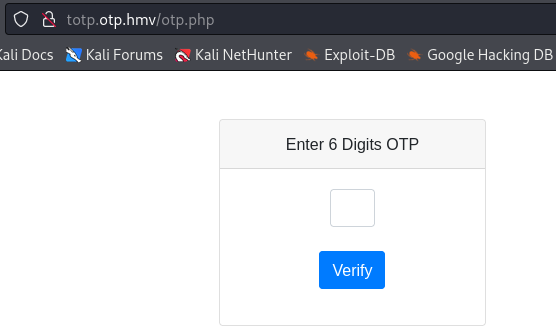 totp.otp.hmv/otp.php
Kali Docs Kali Forums Kali NetHunter Exploit-DB Google Hacking DB
Enter 6 Digits OTP
Verify